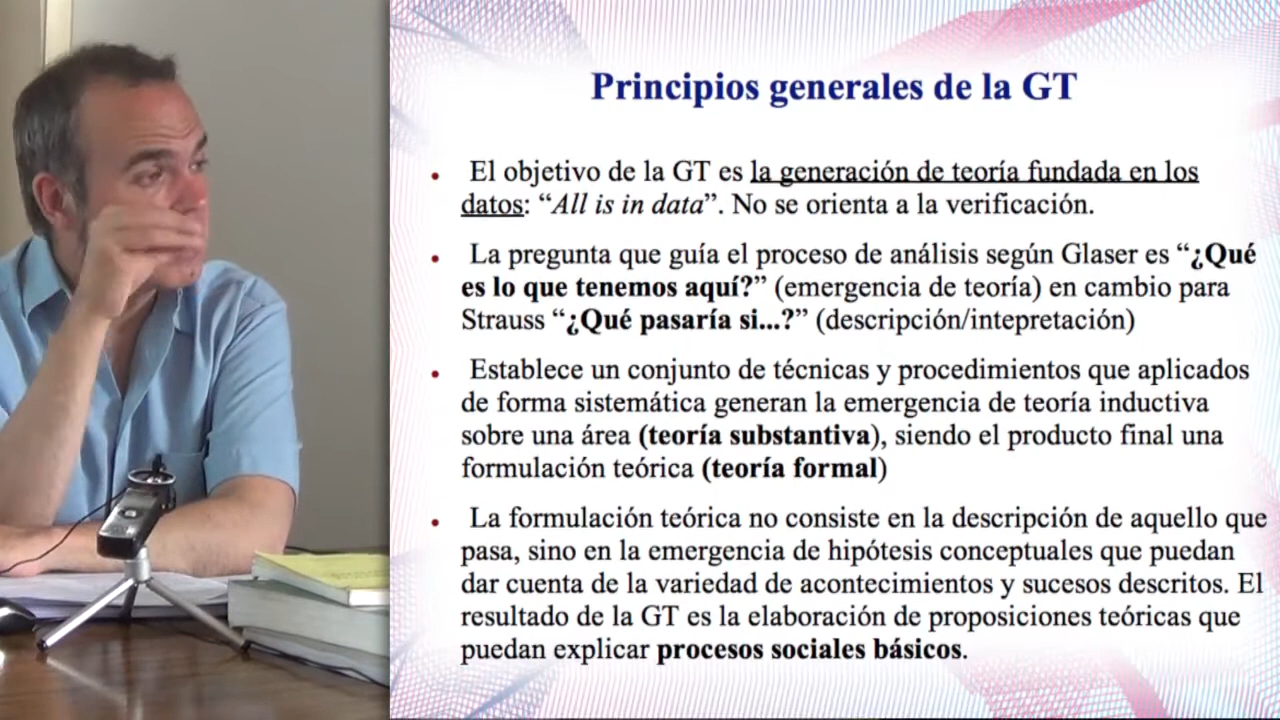 Principios generales de la GT
• El objetivo de la GT es la generación de teoría fundada en los
datos: “All is in data”. No se orienta a la verificación.
• La pregunta que guía el proceso de análisis según Glaser es “¿Qué
es lo que tenemos aquí?” (emergencia de teoría) en cambio para
Strauss “¿Qué pasaría si...?” (descripción/intepretación)
• Establece un conjunto de técnicas y procedimientos que aplicados
de forma sistemática generan la emergencia de teoría inductiva
sobre una área (teoría substantiva), siendo el producto final una
formulación teórica (teoría formal)
• La formulación teórica no consiste en la descripción de aquello que
pasa, sino en la emergencia de hipótesis conceptuales que puedan
dar cuenta de la variedad de acontecimientos y sucesos descritos. El
resultado de la GT es la elaboración de proposiciones teóricas que
puedan explicar procesos sociales básicos.